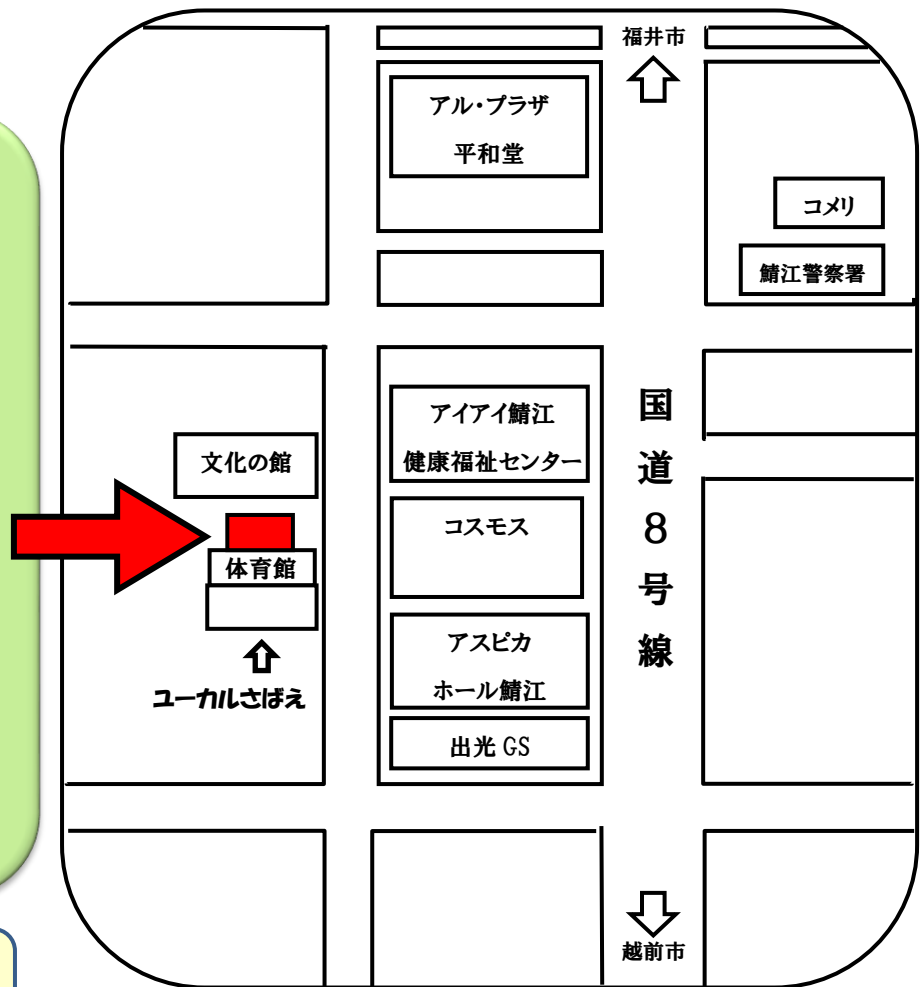 福井市
アル・プラザ
平和堂
コメリ
鯖江警察署
アイアイ鯖江
健康福祉センター
文化の館
コスモス
体育館
国道8号線
アスピカ
ホール鯖江
ユーカルさばえ
出光 GS
越前市